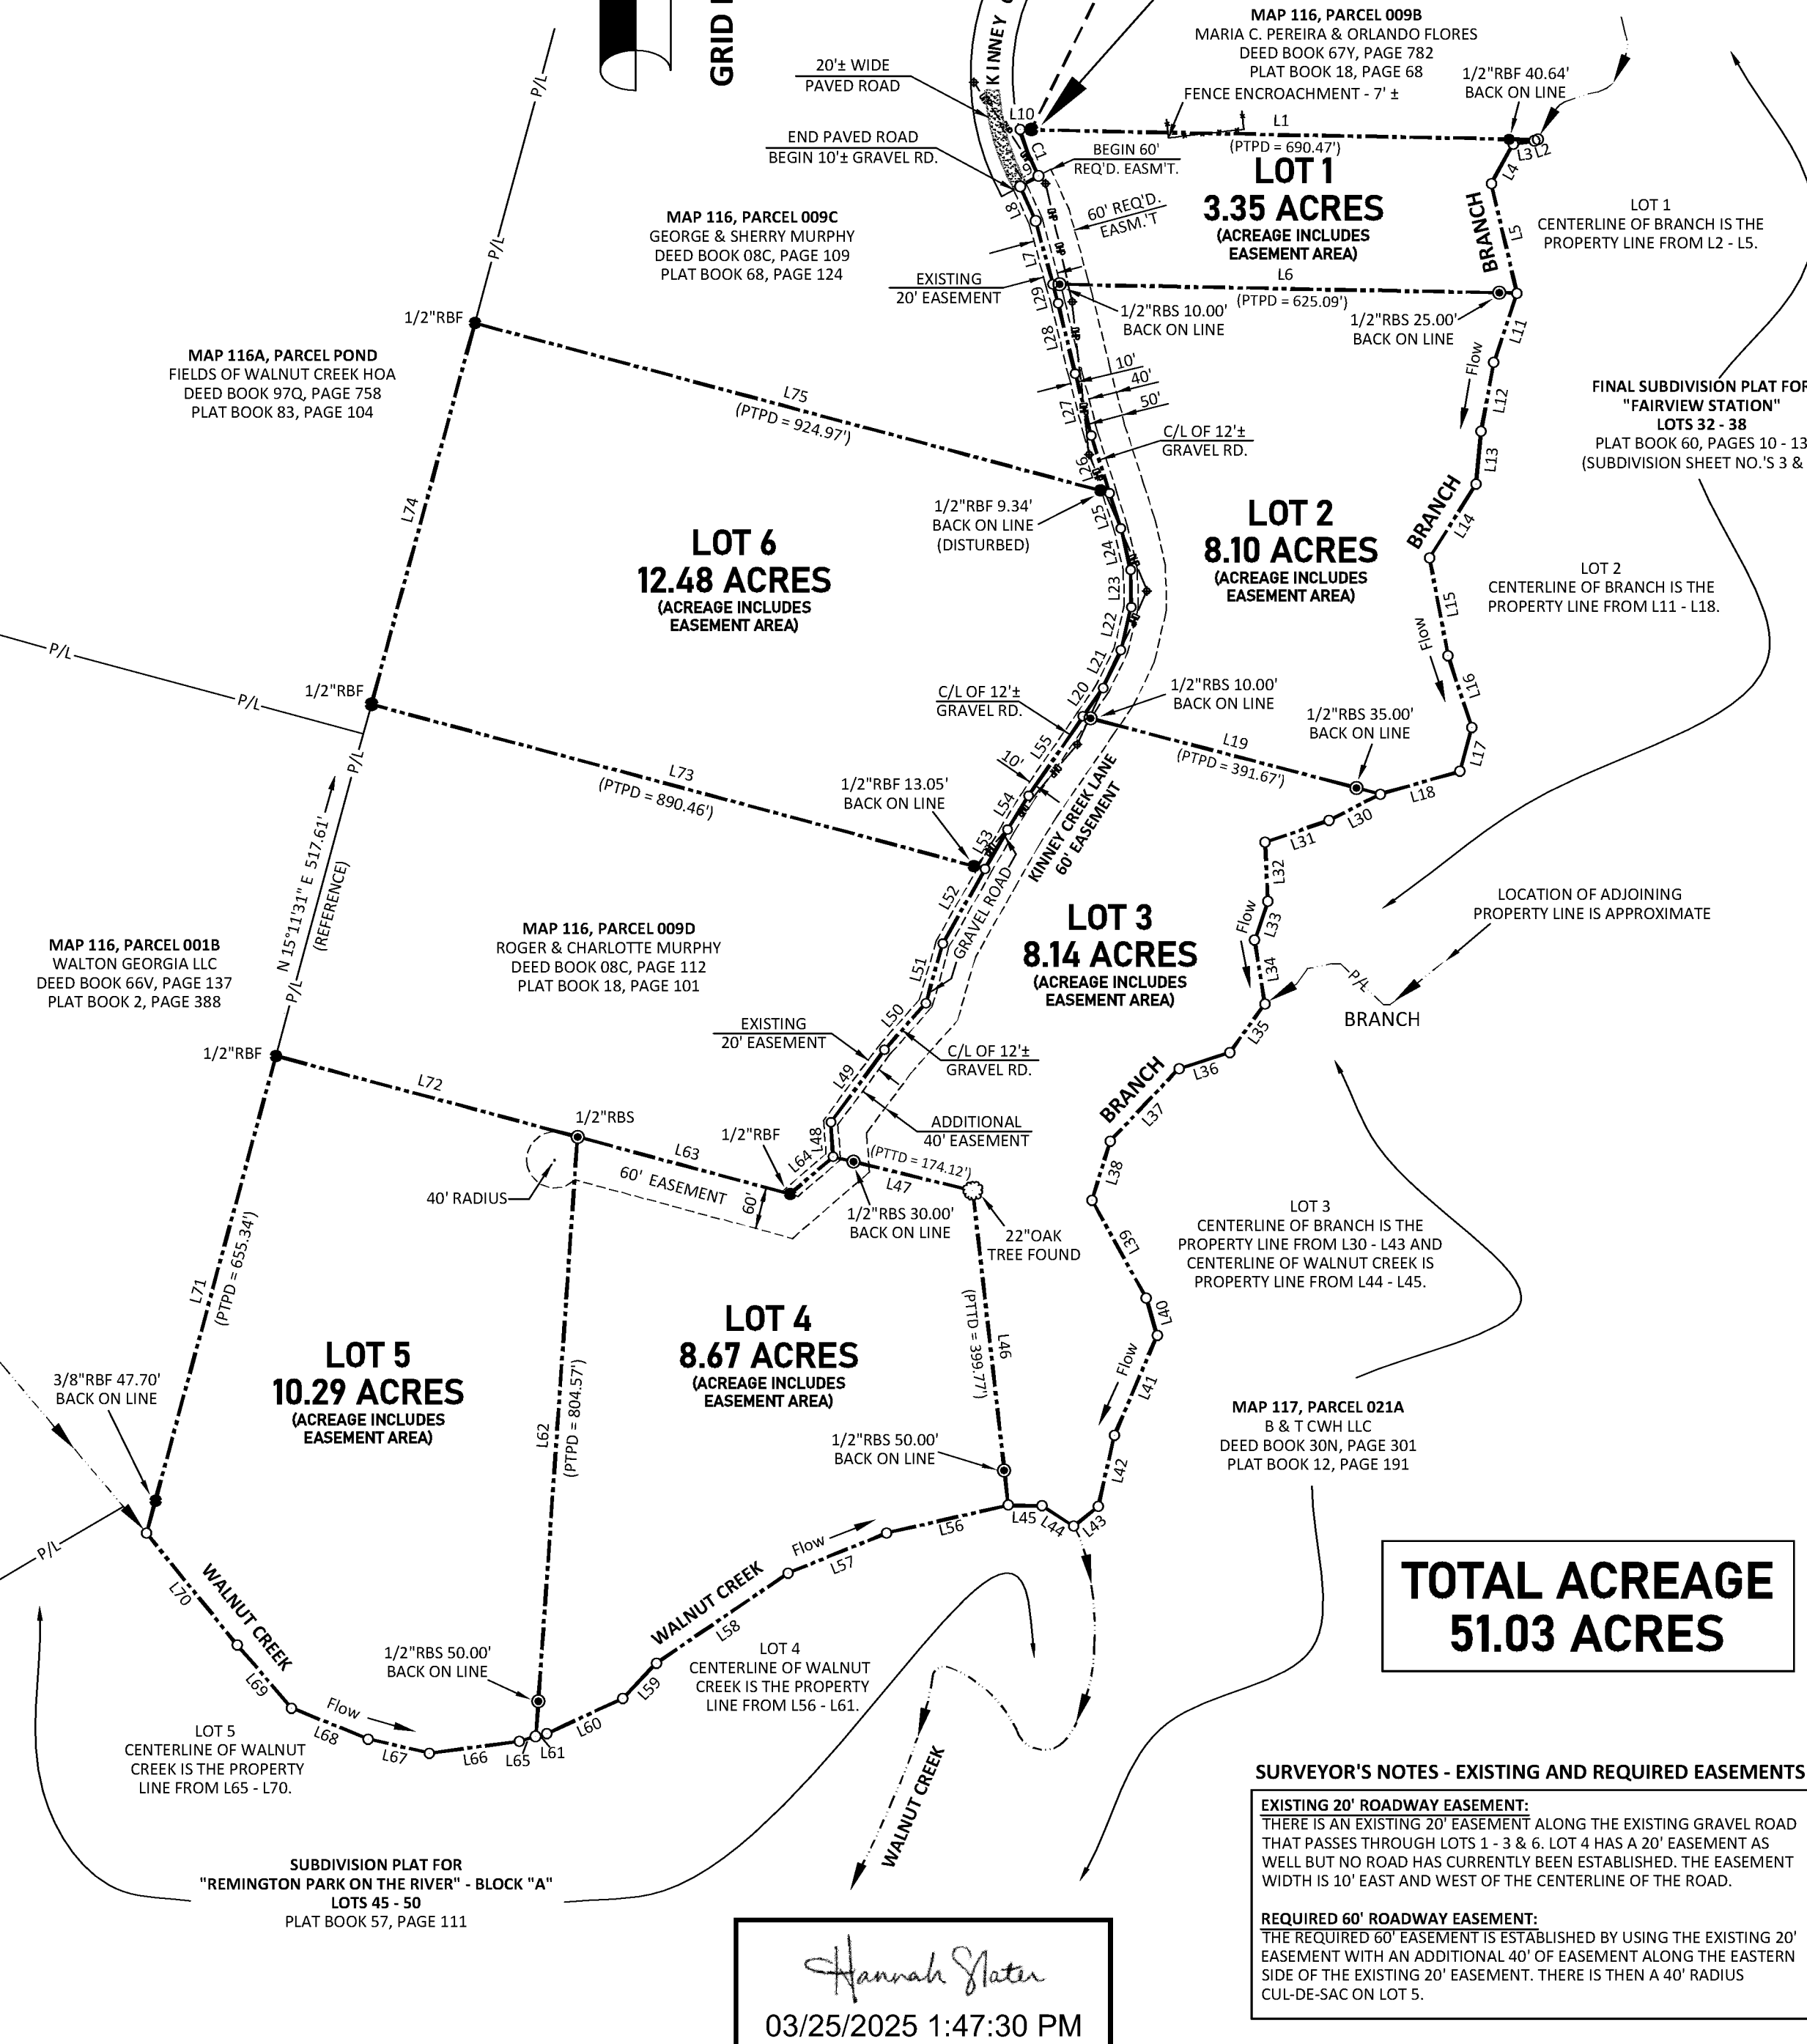 GRID
KINNEY
MAP 116, PARCEL 009B
MARIA C. PEREIRA & ORLANDO FLORES
DEED BOOK 67Y, PAGE 782
PLAT BOOK 18, PAGE 68
FENCE ENCROACHMENT - 7' ±
1/2"RBF 40.64'
BACK ON LINE
20'± WIDE
PAVED ROAD
END PAVED ROAD
BEGIN 10'± GRAVEL RD.
L10
C1
L9
L8
BEGIN 60'
REQ'D. EASM'T.
L1
(PTPD = 690.47')
L3
L2
L4
L5
LOT 1
3.35 ACRES
(ACREAGE INCLUDES
EASEMENT AREA)
BRANCH
LOT 1
CENTERLINE OF BRANCH IS THE
PROPERTY LINE FROM L2 - L5.
60' REQ'D.
EASM.'T
MAP 116, PARCEL 009C
GEORGE & SHERRY MURPHY
DEED BOOK 08C, PAGE 109
PLAT BOOK 68, PAGE 124
P/L
P/L
L7
EXISTING
20' EASEMENT
L29
L28
L6
(PTPD = 625.09')
1/2"RBS 10.00'
BACK ON LINE
1/2"RBS 25.00'
BACK ON LINE
L11
Flow
L12
L13
1/2"RBF
MAP 116A, PARCEL POND
FIELDS OF WALNUT CREEK HOA
DEED BOOK 97Q, PAGE 758
PLAT BOOK 83, PAGE 104
L75
(PTPD = 924.97')
10'
40'
50'
L27
L26
C/L OF 12'±
GRAVEL RD.
FINAL SUBDIVISION PLAT FOR
"FAIRVIEW STATION"
LOTS 32 - 38
PLAT BOOK 60, PAGES 10 - 13
(SUBDIVISION SHEET NO.'S 3 &
L74
1/2"RBF 9.34'
BACK ON LINE
(DISTURBED)
L25
L24
L23
L22
L21
L20
LOT 6
12.48 ACRES
(ACREAGE INCLUDES
EASEMENT AREA)
LOT 2
8.10 ACRES
(ACREAGE INCLUDES
EASEMENT AREA)
BRANCH
L14
L15
Flow
L16
L17
LOT 2
CENTERLINE OF BRANCH IS THE
PROPERTY LINE FROM L11 - L18.
P/L
P/L
1/2"RBF
C/L OF 12'±
GRAVEL RD.
1/2"RBS 10.00'
BACK ON LINE
1/2"RBS 35.00'
BACK ON LINE
L19
(PTPD = 391.67')
L18
L30
L31
L32
P/L
L73
(PTPD = 890.46')
1/2"RBF 13.05'
BACK ON LINE
10'
L55
L54
L53
L52
KINNEY CREEK LANE
60' EASEMENT
GRAVEL ROAD
N 15°11'31" E 517.61'
(REFERENCE)
P/L
LOT 3
8.14 ACRES
(ACREAGE INCLUDES
EASEMENT AREA)
Flow
L33
L34
LOCATION OF ADJOINING
PROPERTY LINE IS APPROXIMATE
P/L
BRANCH
MAP 116, PARCEL 001B
WALTON GEORGIA LLC
DEED BOOK 66V, PAGE 137
PLAT BOOK 2, PAGE 388
MAP 116, PARCEL 009D
ROGER & CHARLOTTE MURPHY
DEED BOOK 08C, PAGE 112
PLAT BOOK 18, PAGE 101
L51
L50
EXISTING
20' EASEMENT
C/L OF 12'±
GRAVEL RD.
L35
L36
BRANCH
L37
1/2"RBF
L72
1/2"RBS
L49
ADDITIONAL
40' EASEMENT
1/2"RBF
L48
L64
L63
60' EASEMENT
60'
40' RADIUS
(PTTD = 174.12')
L47
1/2"RBS 30.00'
BACK ON LINE
22"OAK
TREE FOUND
L38
L39
L40
LOT 3
CENTERLINE OF BRANCH IS THE
PROPERTY LINE FROM L30 - L43 AND
CENTERLINE OF WALNUT CREEK IS
PROPERTY LINE FROM L44 - L45.
L71
(PTPD = 655.34')
LOT 5
10.29 ACRES
(ACREAGE INCLUDES
EASEMENT AREA)
LOT 4
8.67 ACRES
(ACREAGE INCLUDES
EASEMENT AREA)
(PTTD = 399.77')
L46
Flow
L41
L42
3/8"RBF 47.70'
BACK ON LINE
L62
(PTPD = 804.57')
1/2"RBS 50.00'
BACK ON LINE
MAP 117, PARCEL 021A
B & T CWH LLC
DEED BOOK 30N, PAGE 301
PLAT BOOK 12, PAGE 191
P/L
L45
L44
L43
L56
Flow
L57
WALNUT CREEK
L58
L59
L60
L61
TOTAL ACREAGE
51.03 ACRES
L70
WALNUT CREEK
L69
Flow
L68
L67
L66
L65
1/2"RBS 50.00'
BACK ON LINE
LOT 4
CENTERLINE OF WALNUT
CREEK IS THE PROPERTY
LINE FROM L56 - L61.
LOT 5
CENTERLINE OF WALNUT
CREEK IS THE PROPERTY
LINE FROM L65 - L70.
WALNUT CREEK
SUBDIVISION PLAT FOR
"REMINGTON PARK ON THE RIVER" - BLOCK "A"
LOTS 45 - 50
PLAT BOOK 57, PAGE 111
SURVEYOR'S NOTES - EXISTING AND REQUIRED EASEMENTS
EXISTING 20' ROADWAY EASEMENT:
THERE IS AN EXISTING 20' EASEMENT ALONG THE EXISTING GRAVEL ROAD
THAT PASSES THROUGH LOTS 1 - 3 & 6. LOT 4 HAS A 20' EASEMENT AS
WELL BUT NO ROAD HAS CURRENTLY BEEN ESTABLISHED. THE EASEMENT
WIDTH IS 10' EAST AND WEST OF THE CENTERLINE OF THE ROAD.
REQUIRED 60' ROADWAY EASEMENT:
THE REQUIRED 60' EASEMENT IS ESTABLISHED BY USING THE EXISTING 20'
EASEMENT WITH AN ADDITIONAL 40' OF EASEMENT ALONG THE EASTERN
SIDE OF THE EXISTING 20' EASEMENT. THERE IS THEN A 40' RADIUS
CUL-DE-SAC ON LOT 5.
Hannah Slater
03/25/2025 1:47:30 PM